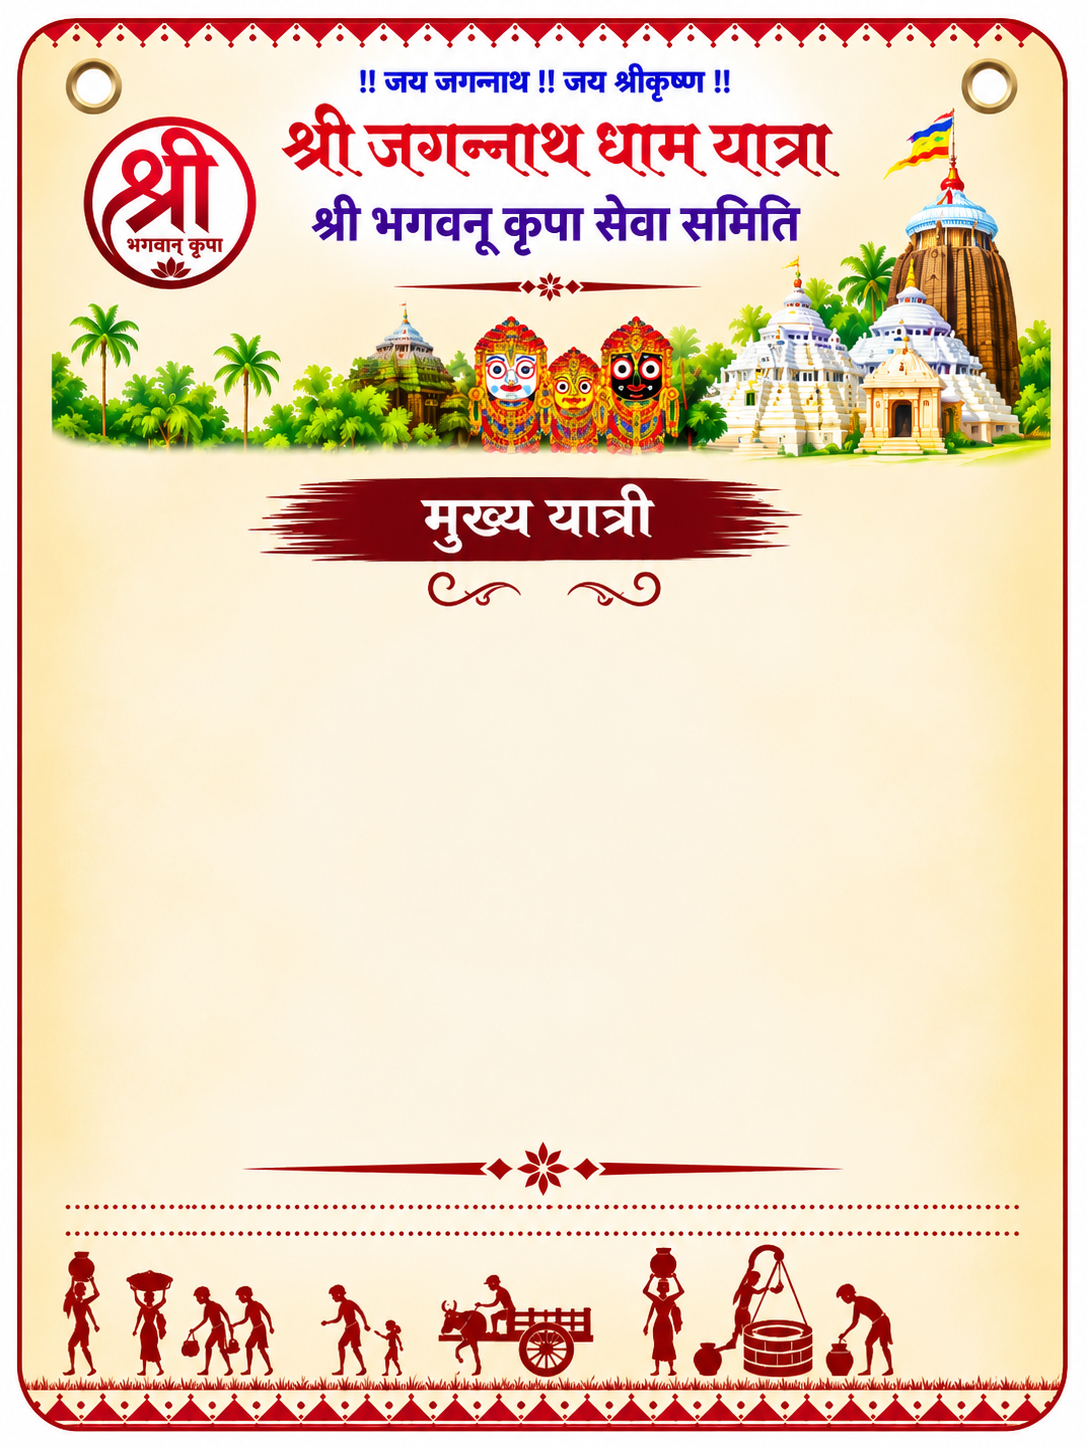 !! जय जगन्नाथ !! जय श्रीकृष्ण !!
श्री जगन्नाथ धाम यात्रा
श्री भगवनू कृपा सेवा समिति
श्री
भगवान् कृपा
मुख्य यात्री